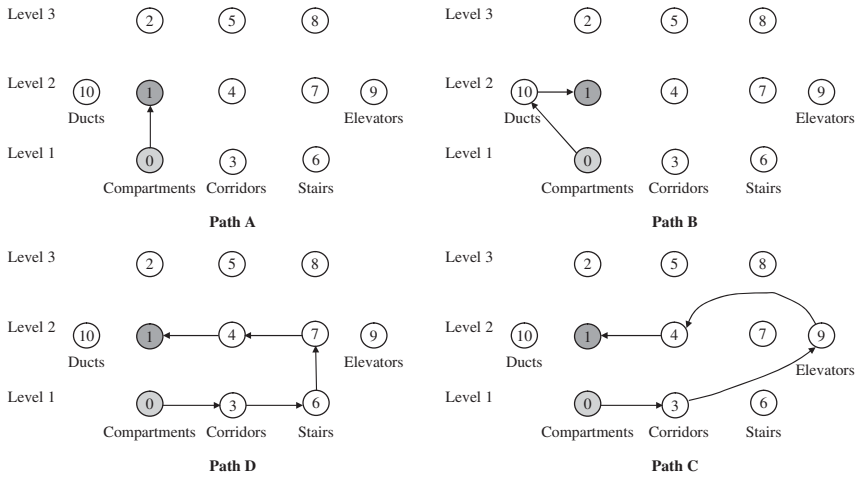 Level 3 2 5 8
Level 2 10 1 4 7 9
Ducts Elevators
Level 1 0 3 6
Compartments Corridors Stairs
Path A
Level 3 2 5 8
Level 2 10 1 4 7 9
Ducts Elevators
Level 1 0 3 6
Compartments Corridors Stairs
Path B
Level 3 2 5 8
Level 2 10 1 4 7 9
Ducts Elevators
Level 1 0 3 6
Compartments Corridors Stairs
Path D
Level 3 2 5 8
Level 2 10 1 4 7 9
Ducts Elevators
Level 1 0 3 6
Compartments Corridors Stairs
Path C